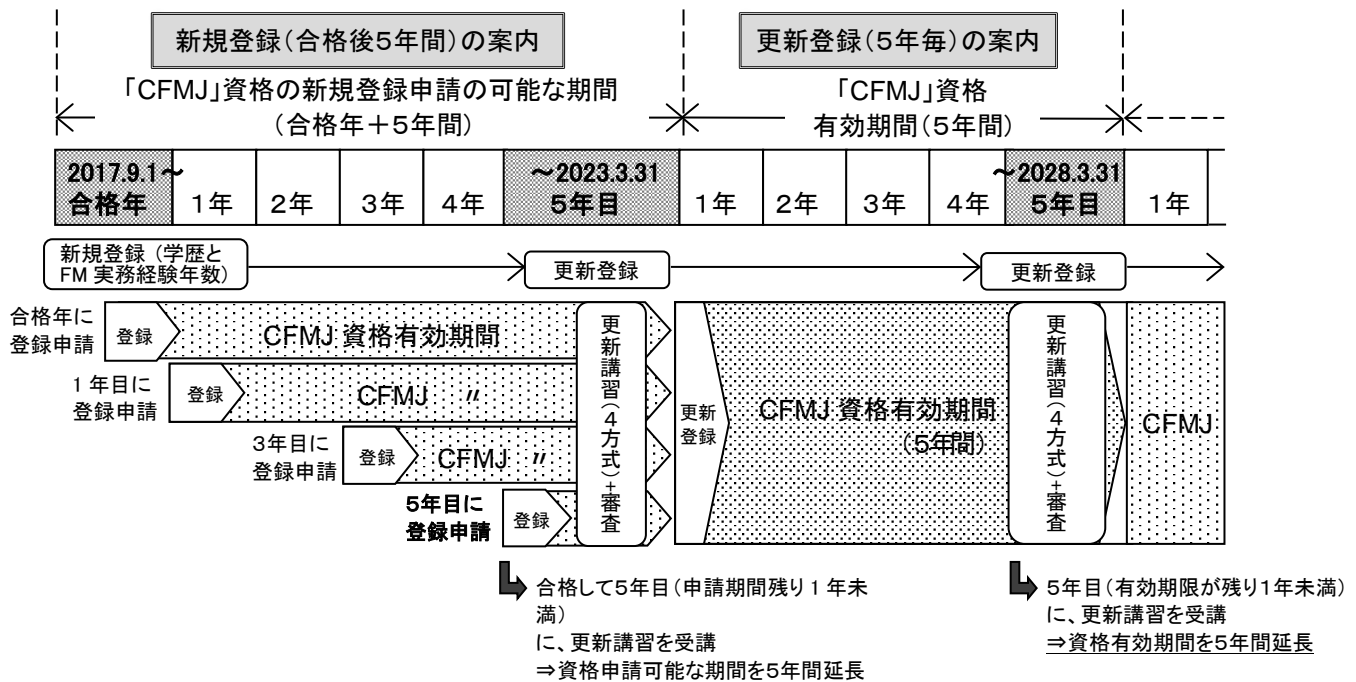 新規登録(合格後5年間)の案内
更新登録(5年毎)の案内
「CFMJ」資格の新規登録申請の可能な期間
(合格年+5年間)
「CFMJ」資格
有効期間(5年間)
2017.9.1～
合格年
1年
2年
3年
4年
～2023.3.31
5年目
1年
2年
3年
4年
～2028.3.31
5年目
1年
新規登録 (学歴と
FM 実務経験年数)
更新登録
更新登録
合格年に
登録申請
登録
CFMJ 資格有効期間
1 年目に
登録申請
登録
CFMJ 〃
3年目に
登録申請
登録
CFMJ 〃
5年目に
登録申請
登録
更新講習(4方式)+審査
更新
登録
CFMJ 資格有効期間
(5年間)
更新講習(4方式)+審査
CFMJ
合格して5年目(申請期間残り 1 年未
満)
に、更新講習を受講
⇒資格申請可能な期間を5年間延長
5年目(有効期限が残り1年未満)
に、更新講習を受講
⇒資格有効期間を5年間延長